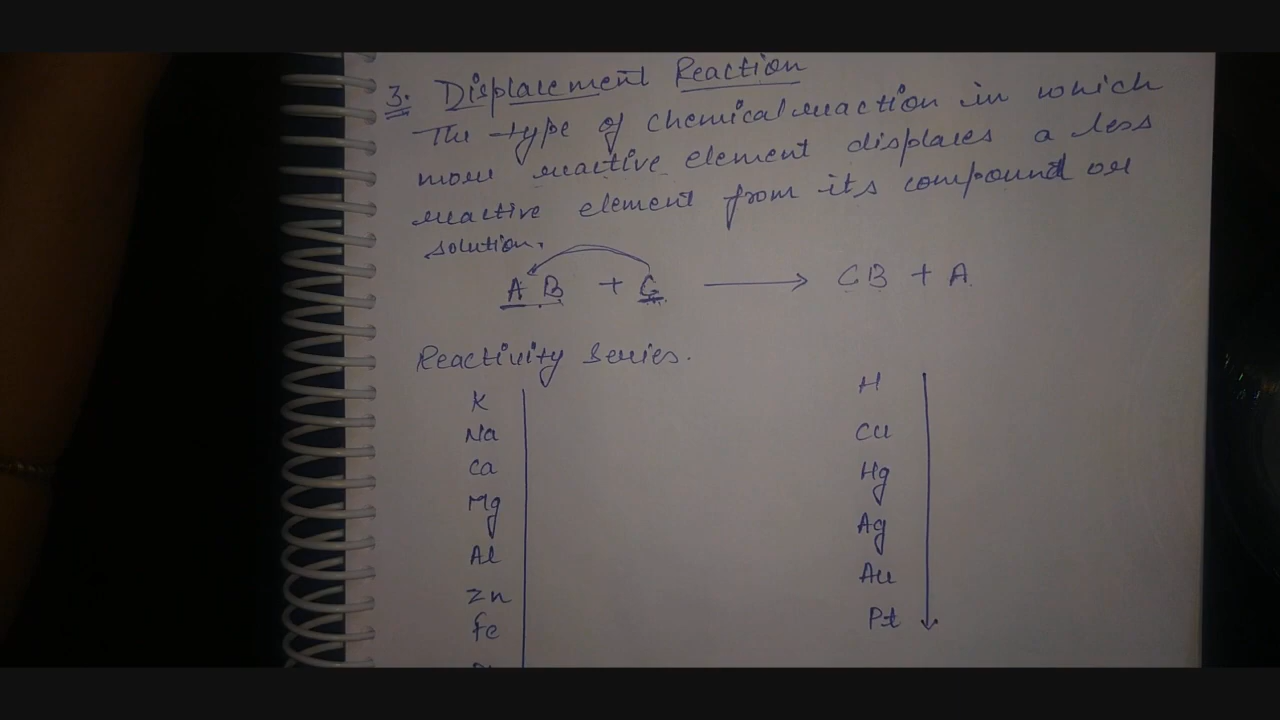 3. Displacement Reaction
The type of chemical reaction in which
more reactive element displaces a less
reactive element from its compound or
solution.
A B + C ⟶ CB + A
Reactivity Series.
K
Na
Ca
Mg
Al
Zn
Fe
H
Cu
Hg
Ag
Au
Pt